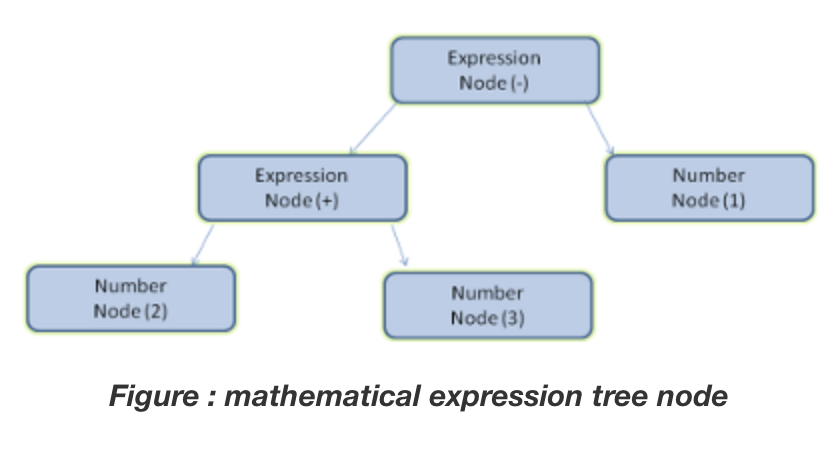 Expression
Node (-)
Expression
Node (+)
Number
Node (1)
Number
Node (2)
Number
Node (3)
Figure : mathematical expression tree node